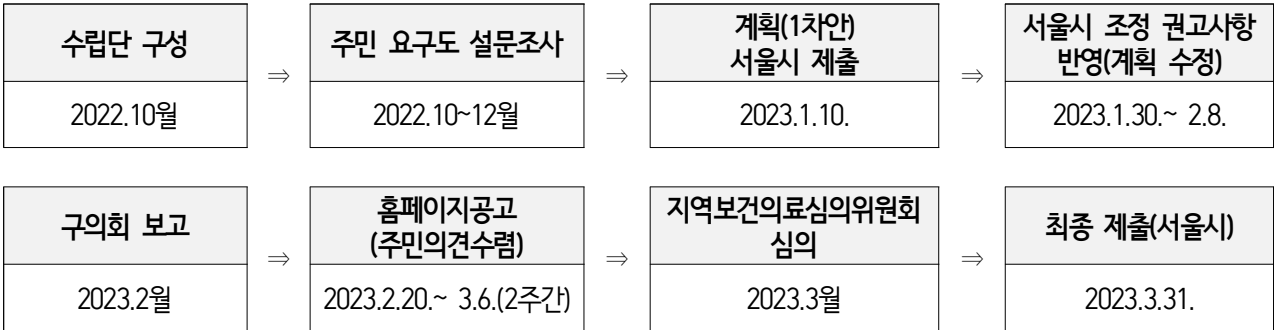 수립단 구성
2022.10월
⇒
주민 요구도 설문조사
2022.10~12월
⇒
계획(1차안)
서울시 제출
2023.1.10.
⇒
서울시 조정 권고사항
반영(계획 수정)
2023.1.30.~ 2.8.
구의회 보고
2023.2월
⇒
홈페이지공고
(주민의견수렴)
2023.2.20.~ 3.6.(2주간)
⇒
지역보건의료심의위원회
심의
2023.3월
⇒
최종 제출(서울시)
2023.3.31.